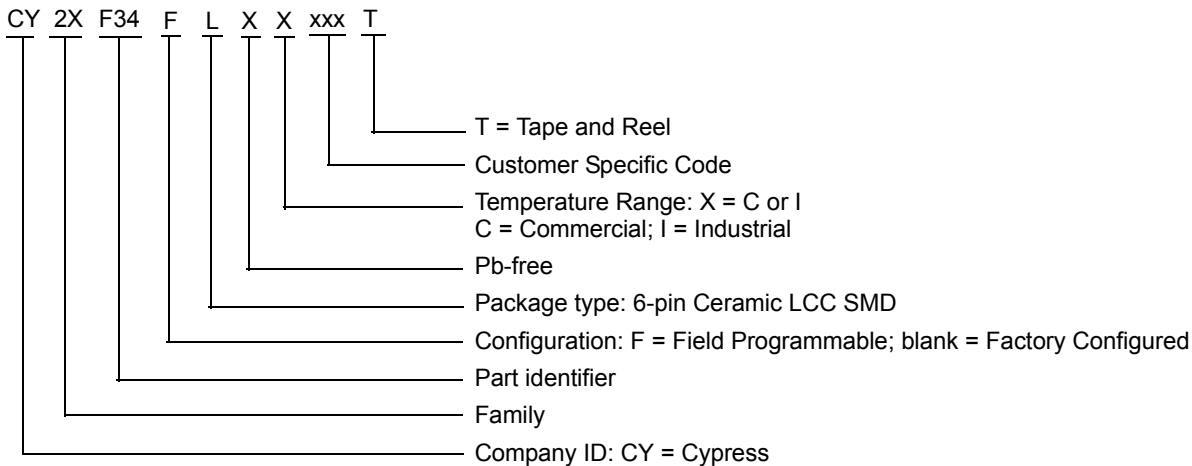 CY 2X F34 F L X X xxx T
T = Tape and Reel
Customer Specific Code
Temperature Range: X = C or I
C = Commercial; I = Industrial
Pb-free
Package type: 6-pin Ceramic LCC SMD
Configuration: F = Field Programmable; blank = Factory Configured
Part identifier
Family
Company ID: CY = Cypress